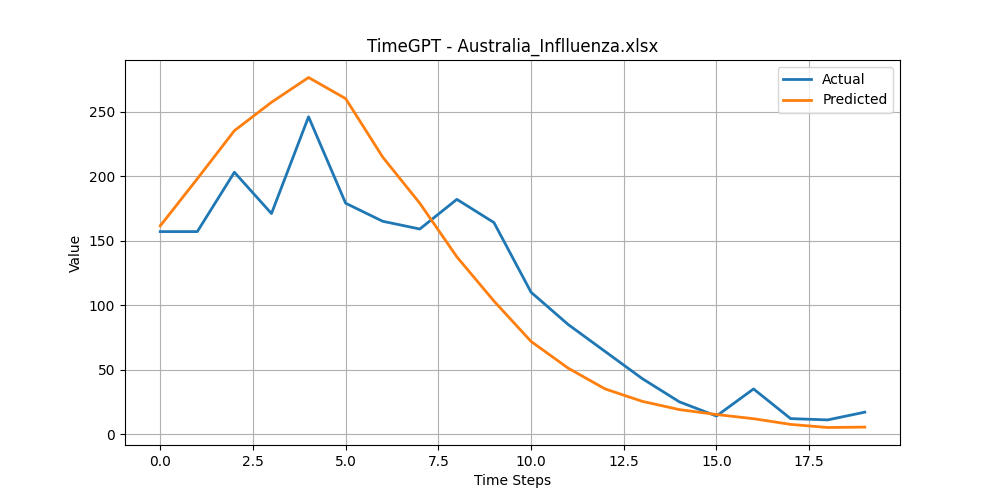 TimeGPT - Australia_Inflluenza.xlsx
Actual
Predicted
Value
250
200
150
100
50
0
0.0 2.5 5.0 7.5 10.0 12.5 15.0 17.5
Time Steps